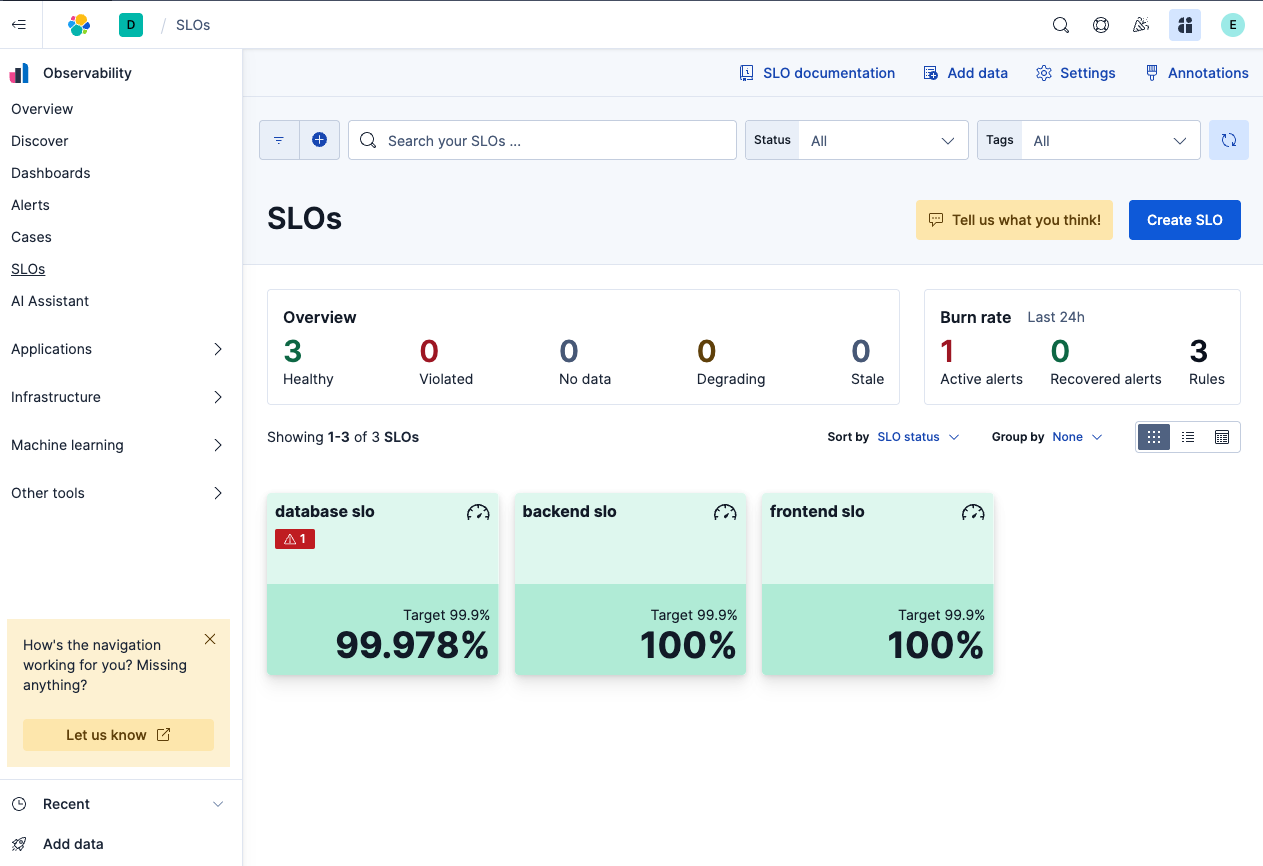 D / SLOs
E
Observability
Overview
Discover
Dashboards
Alerts
Cases
SLOs
AI Assistant
Applications
Infrastructure
Machine learning
Other tools
How's the navigation
working for you? Missing
anything?
Let us know
Recent
Add data
SLO documentation Add data Settings Annotations
Search your SLOs ... Status All Tags All
SLOs
Tell us what you think! Create SLO
Overview
3 0 0 0 0
Healthy Violated No data Degrading Stale
Burn rate Last 24h
1 0 3
Active alerts Recovered alerts Rules
Showing 1-3 of 3 SLOs
Sort by SLO status Group by None
database slo
1
Target 99.9%
99.978%
backend slo
Target 99.9%
100%
frontend slo
Target 99.9%
100%